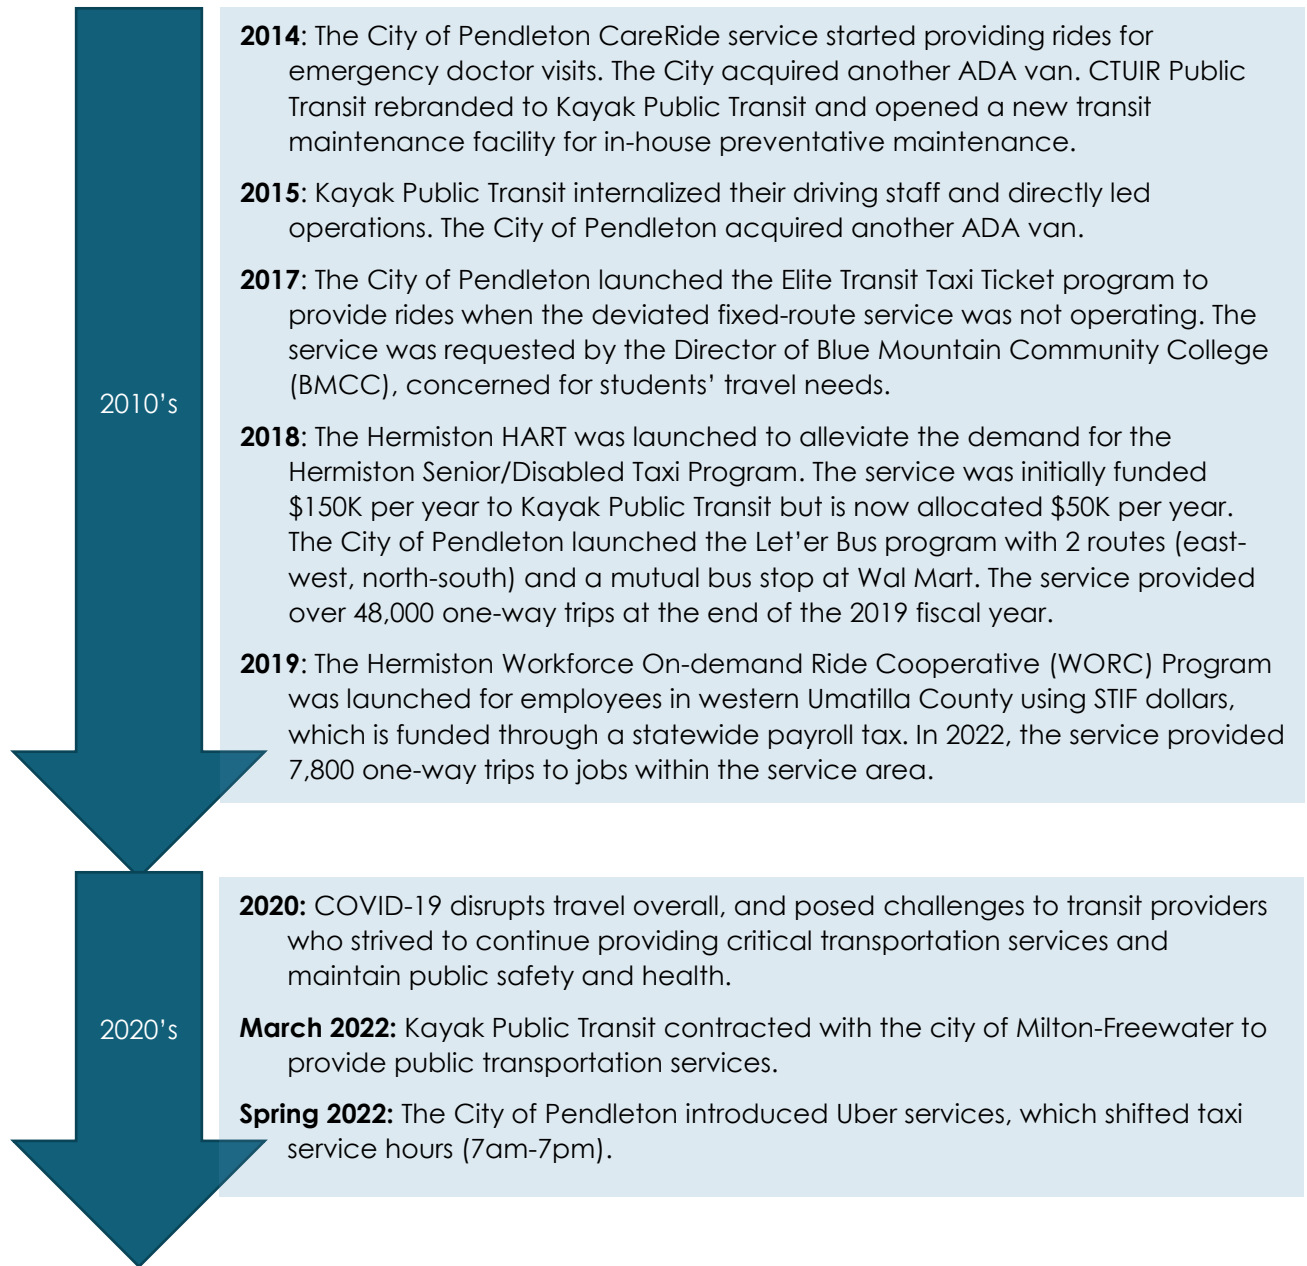 2010's
2014: The City of Pendleton CareRide service started providing rides for
emergency doctor visits. The City acquired another ADA van. CTUIR Public
Transit rebranded to Kayak Public Transit and opened a new transit
maintenance facility for in-house preventative maintenance.
2015: Kayak Public Transit internalized their driving staff and directly led
operations. The City of Pendleton acquired another ADA van.
2017: The City of Pendleton launched the Elite Transit Taxi Ticket program to
provide rides when the deviated fixed-route service was not operating. The
service was requested by the Director of Blue Mountain Community College
(BMCC), concerned for students’ travel needs.
2018: The Hermiston HART was launched to alleviate the demand for the
Hermiston Senior/Disabled Taxi Program. The service was initially funded
$150K per year to Kayak Public Transit but is now allocated $50K per year.
The City of Pendleton launched the Let’er Bus program with 2 routes (east-
west, north-south) and a mutual bus stop at Wal Mart. The service provided
over 48,000 one-way trips at the end of the 2019 fiscal year.
2019: The Hermiston Workforce On-demand Ride Cooperative (WORC) Program
was launched for employees in western Umatilla County using STIF dollars,
which is funded through a statewide payroll tax. In 2022, the service provided
7,800 one-way trips to jobs within the service area.
2020's
2020: COVID-19 disrupts travel overall, and posed challenges to transit providers
who strived to continue providing critical transportation services and
maintain public safety and health.
March 2022: Kayak Public Transit contracted with the city of Milton-Freewater to
provide public transportation services.
Spring 2022: The City of Pendleton introduced Uber services, which shifted taxi
service hours (7am-7pm).